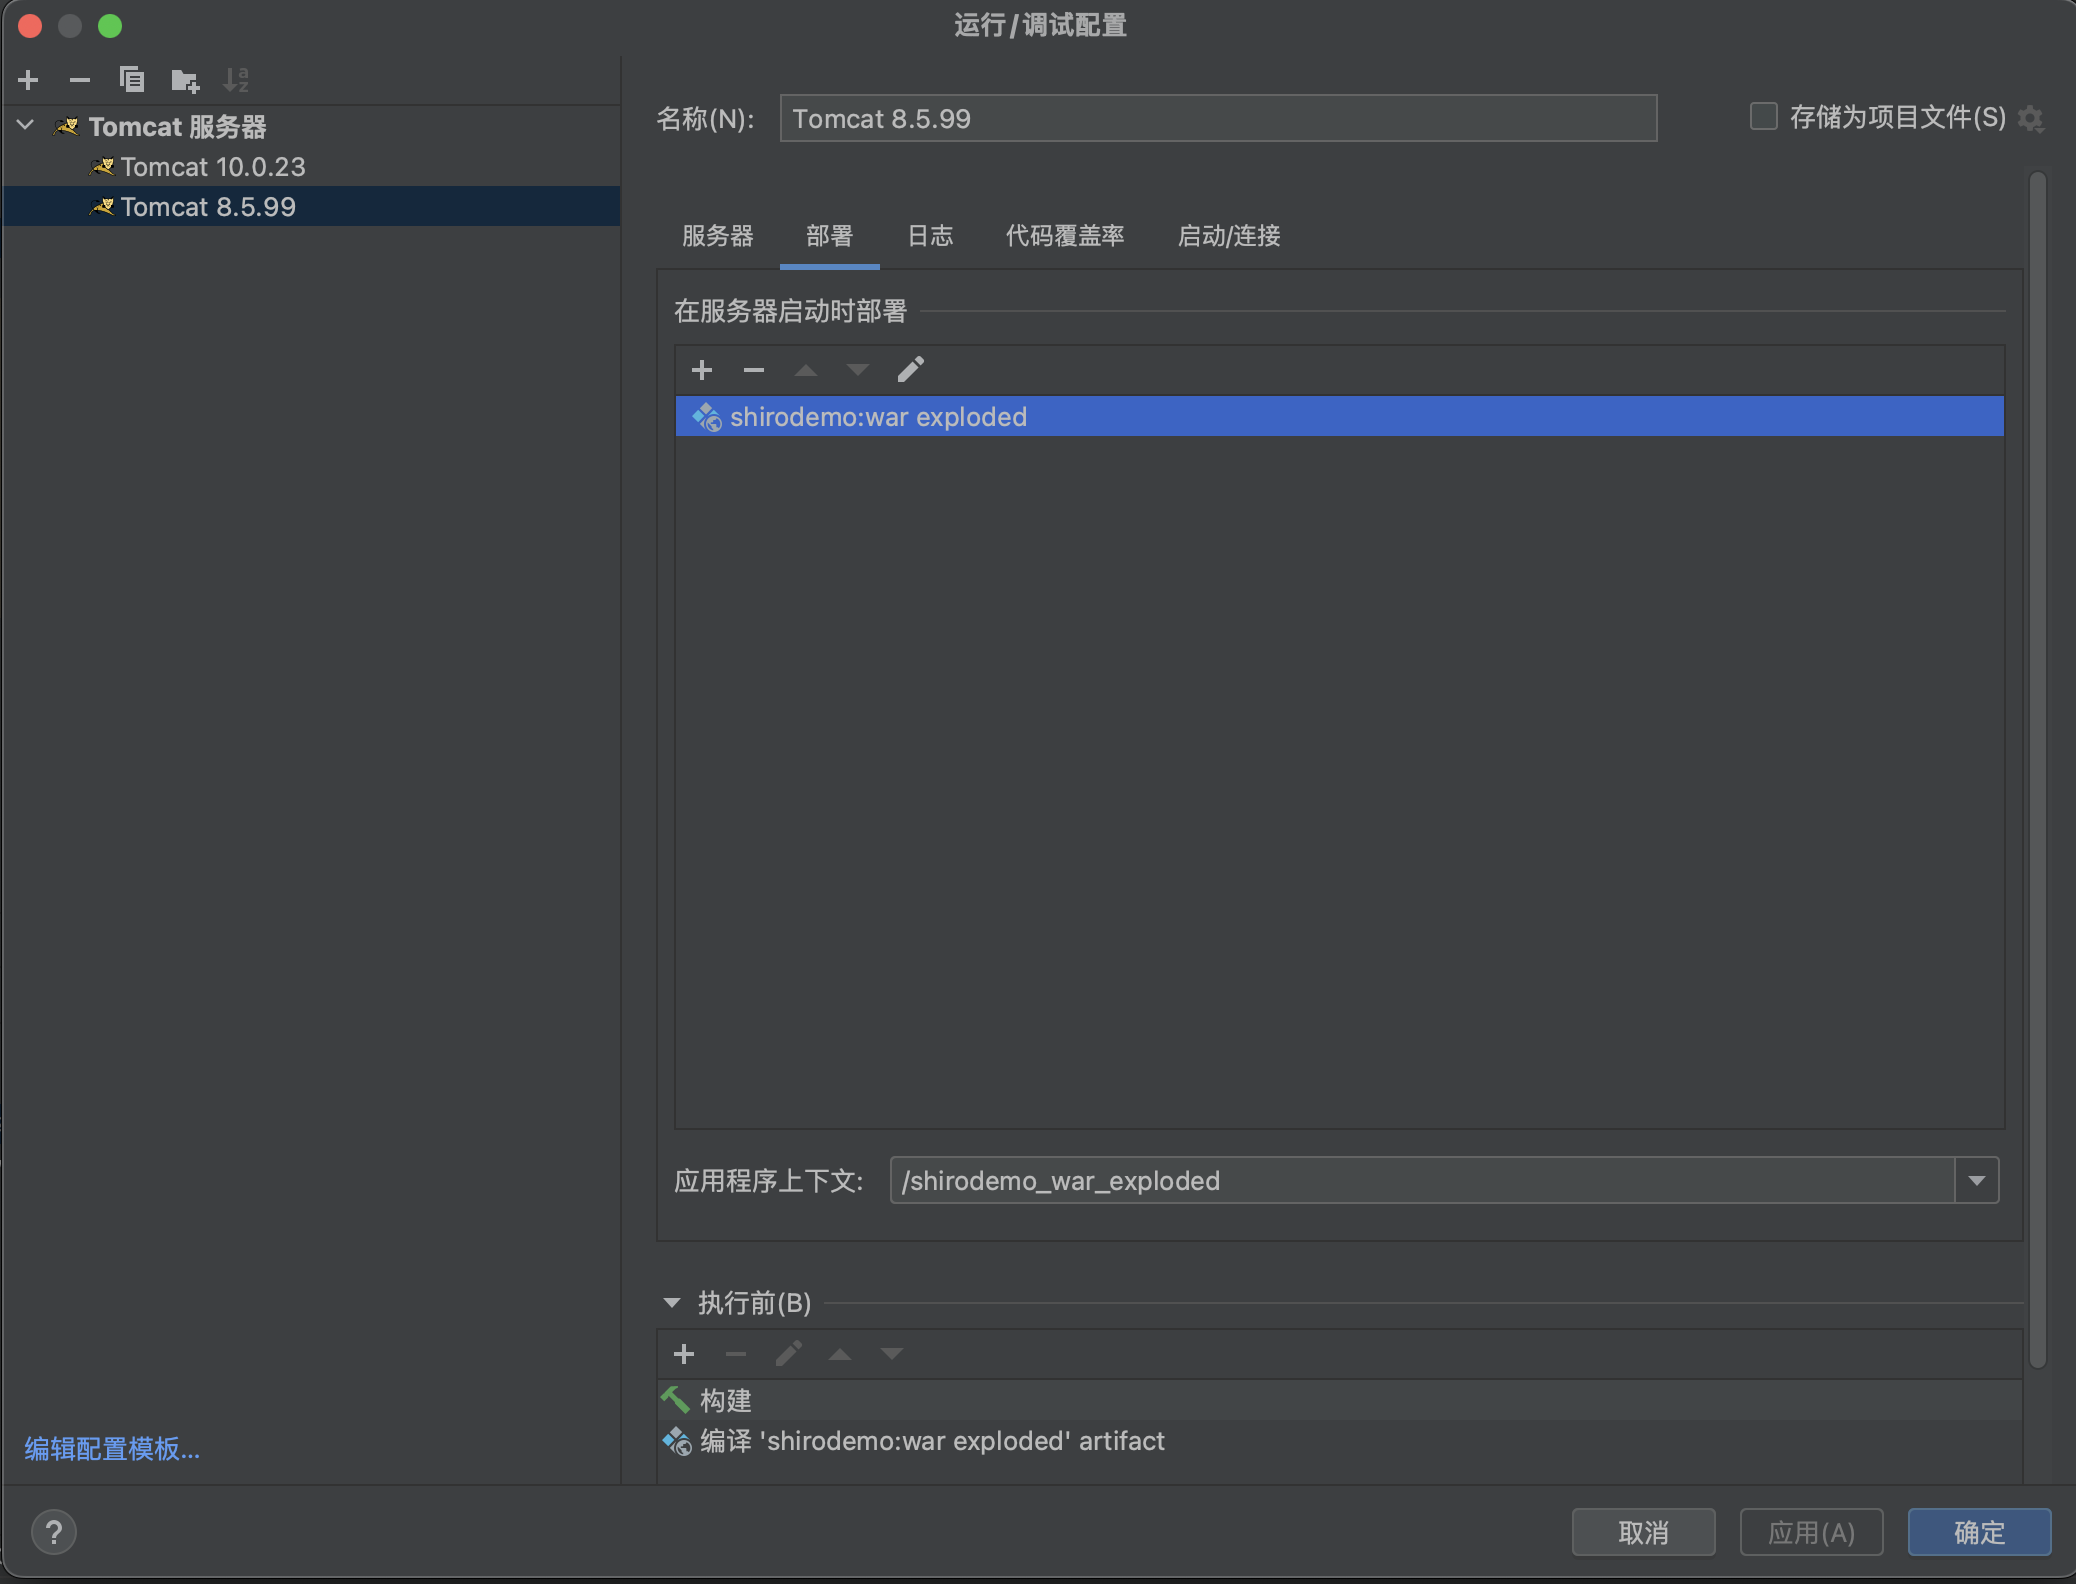 运行/调试配置
Tomcat 服务器
Tomcat 10.0.23
Tomcat 8.5.99
编辑配置模板...
名称(N):
Tomcat 8.5.99
存储为项目文件(S)
服务器
部署
日志
代码覆盖率
启动/连接
在服务器启动时部署
shirodemo:war exploded
应用程序上下文:
/shirodemo_war_exploded
执行前(B)
构建
编译 'shirodemo:war exploded' artifact
?
取消
应用(A)
确定